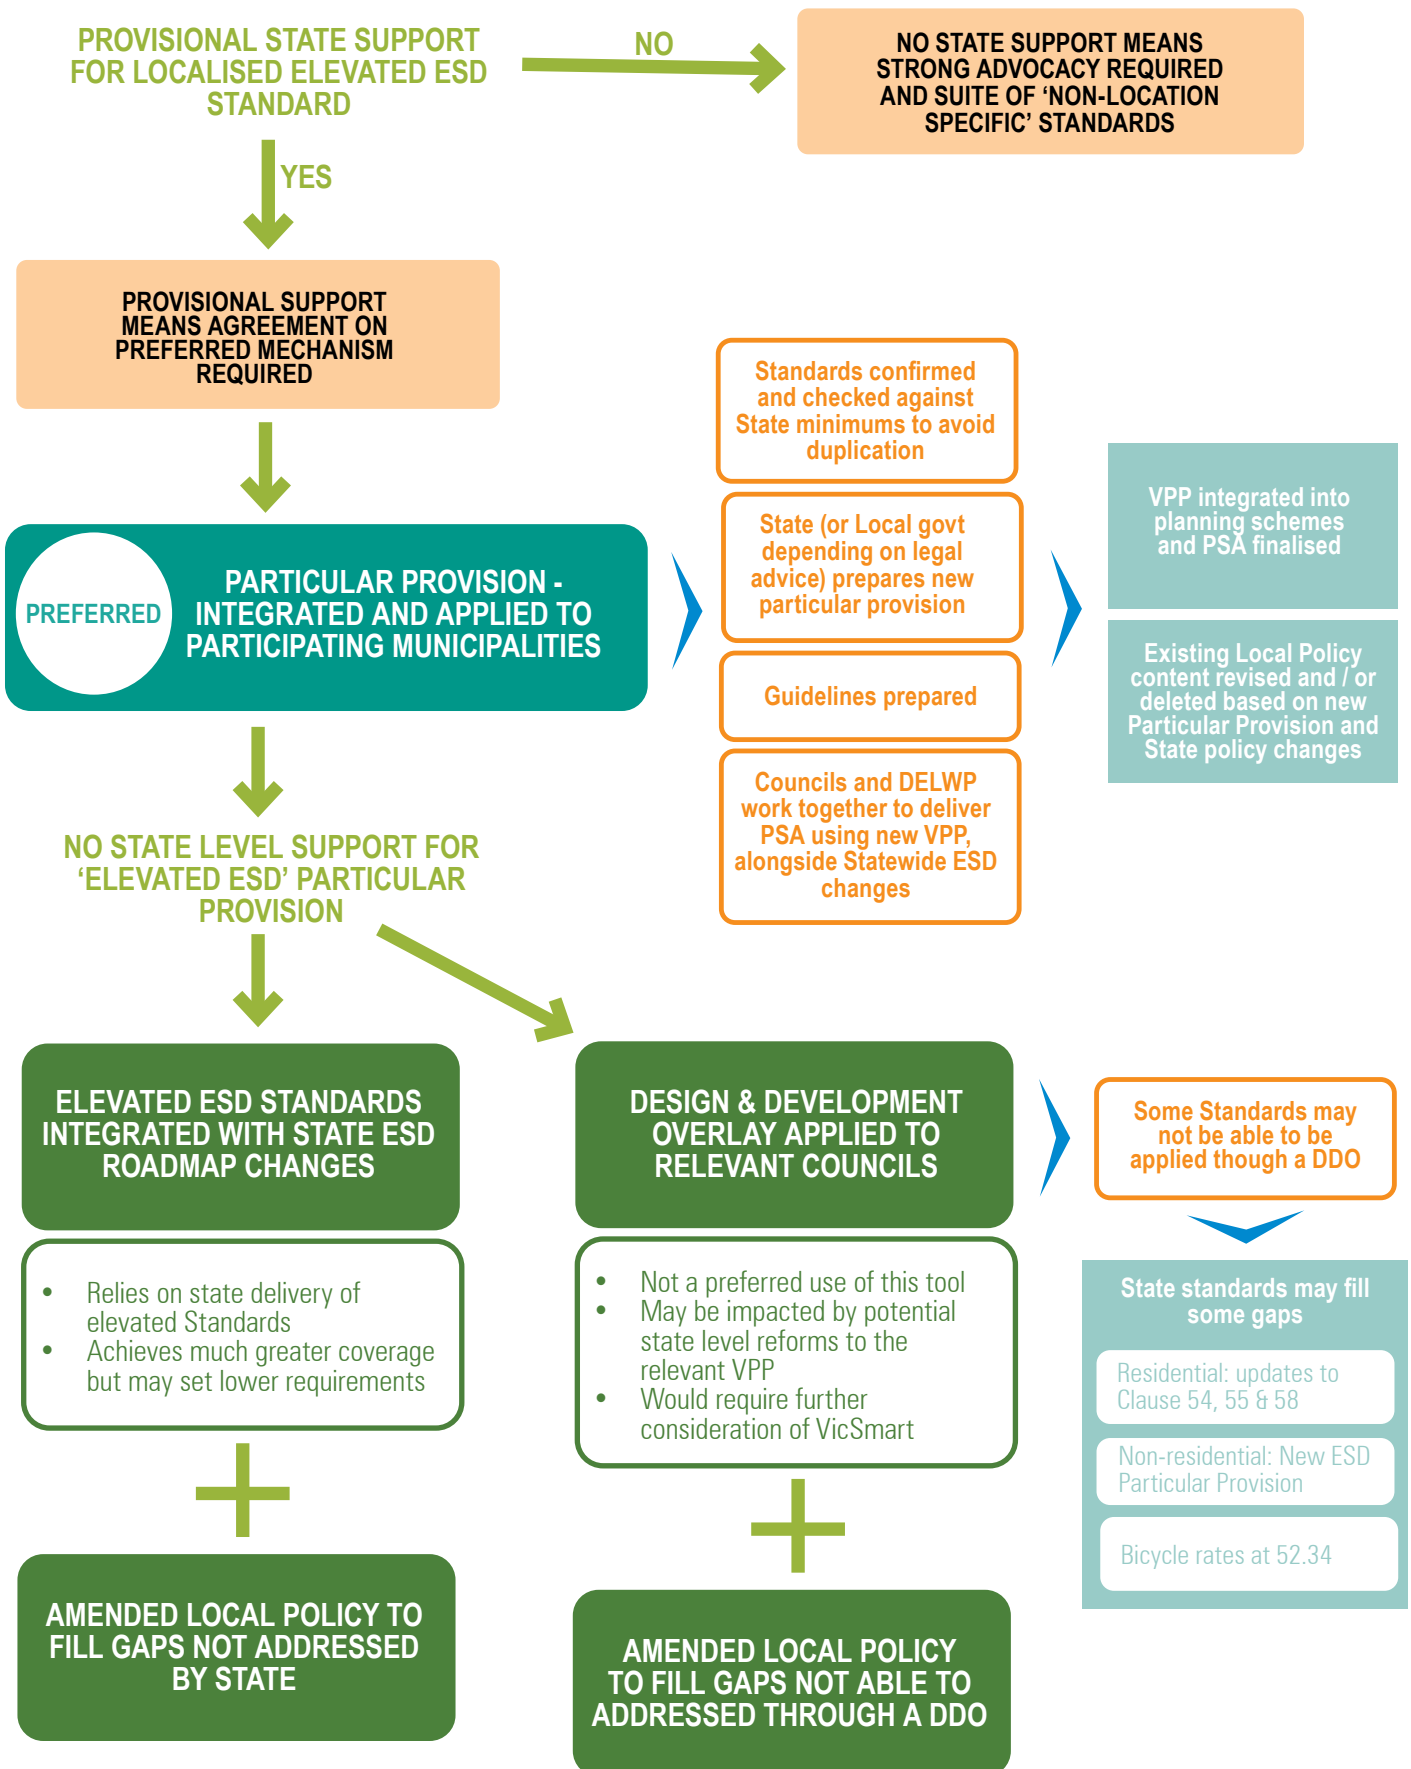 PROVISIONAL STATE SUPPORT
FOR LOCALISED ELEVATED ESD
STANDARD
NO
NO STATE SUPPORT MEANS
STRONG ADVOCACY REQUIRED
AND SUITE OF ‘NON-LOCATION
SPECIFIC’ STANDARDS
YES
PROVISIONAL SUPPORT
MEANS AGREEMENT ON
PREFERRED MECHANISM
REQUIRED
PREFERRED
PARTICULAR PROVISION -
INTEGRATED AND APPLIED TO
PARTICIPATING MUNICIPALITIES
Standards confirmed
and checked against
State minimums to avoid
duplication
State (or Local govt
depending on legal
advice) prepares new
particular provision
Guidelines prepared
Councils and DELWP
work together to deliver
PSA using new VPP,
alongside Statewide ESD
changes
VPP integrated into
planning schemes
and PSA finalised
Existing Local Policy
content revised and / or
deleted based on new
Particular Provision and
State policy changes
NO STATE LEVEL SUPPORT FOR
‘ELEVATED ESD’ PARTICULAR
PROVISION
ELEVATED ESD STANDARDS
INTEGRATED WITH STATE ESD
ROADMAP CHANGES
• Relies on state delivery of
elevated Standards
• Achieves much greater coverage
but may set lower requirements
AMENDED LOCAL POLICY TO
FILL GAPS NOT ADDRESSED
BY STATE
DESIGN & DEVELOPMENT
OVERLAY APPLIED TO
RELEVANT COUNCILS
• Not a preferred use of this tool
• May be impacted by potential
state level reforms to the
relevant VPP
• Would require further
consideration of VicSmart
AMENDED LOCAL POLICY
TO FILL GAPS NOT ABLE TO
ADDRESSED THROUGH A DDO
Some Standards may
not be able to be
applied though a DDO
State standards may fill
some gaps
Residential: updates to
Clause 54, 55 & 58
Non-residential: New ESD
Particular Provision
Bicycle rates at 52.34